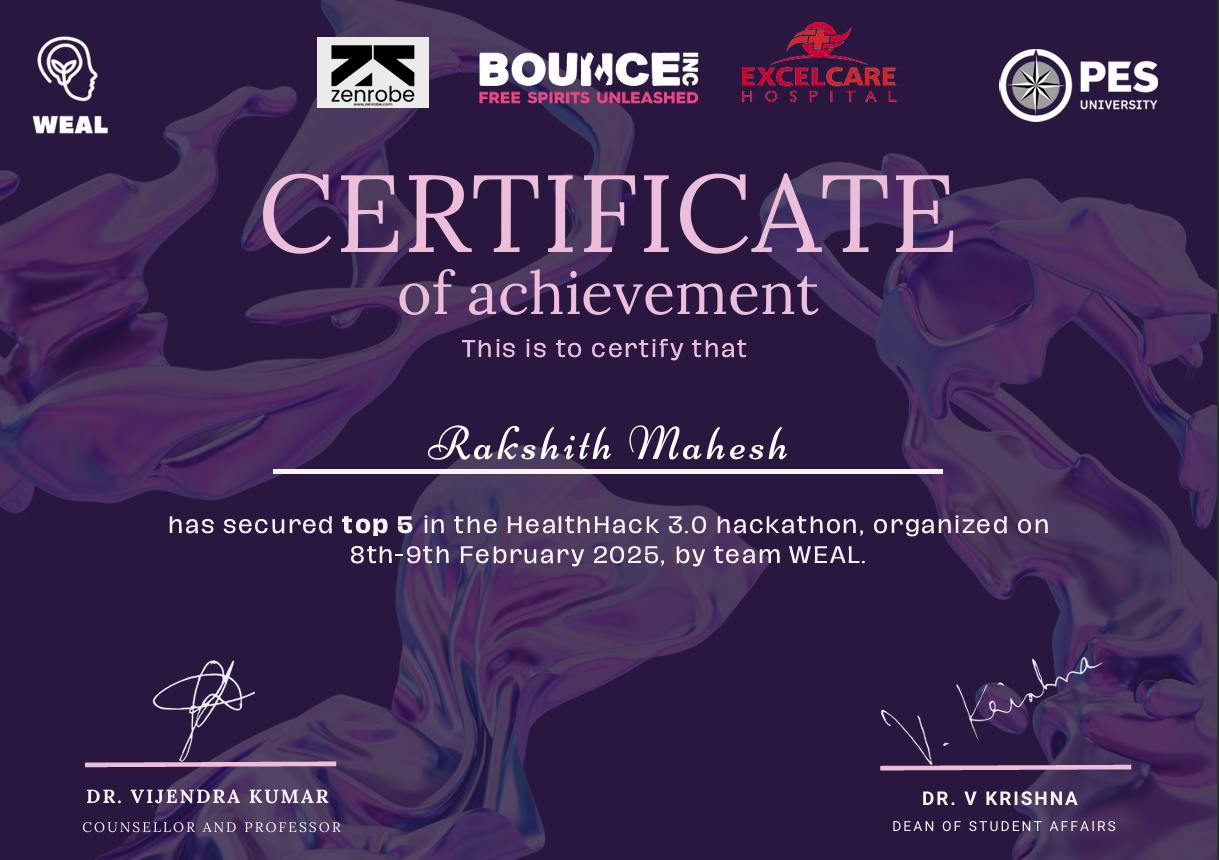 WEAL
zenrobe
www.zenrobe.com
BOUNCE INC
FREE SPIRITS UNLEASHED
EXCELCARE
HOSPITAL
PES
UNIVERSITY
CERTIFICATE
of achievement
This is to certify that
Rakshith Mahesh
has secured top 5 in the HealthHack 3.0 hackathon, organized on
8th-9th February 2025, by team WEAL.
V. Krishna
DR. VIJENDRA KUMAR
COUNSELLOR AND PROFESSOR
DR. V KRISHNA
DEAN OF STUDENT AFFAIRS